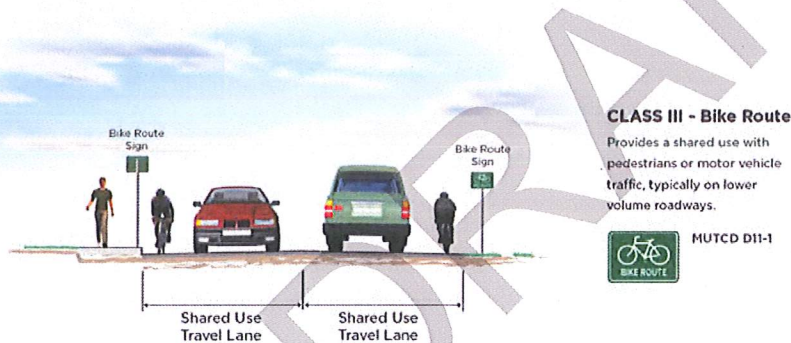 Bike Route
Sign
Bike Route
Sign
Shared Use
Travel Lane
Shared Use
Travel Lane
CLASS III - Bike Route
Provides a shared use with
pedestrians or motor vehicle
traffic, typically on lower
volume roadways.
BIKE ROUTE
MUTCD D11-1
DRAF